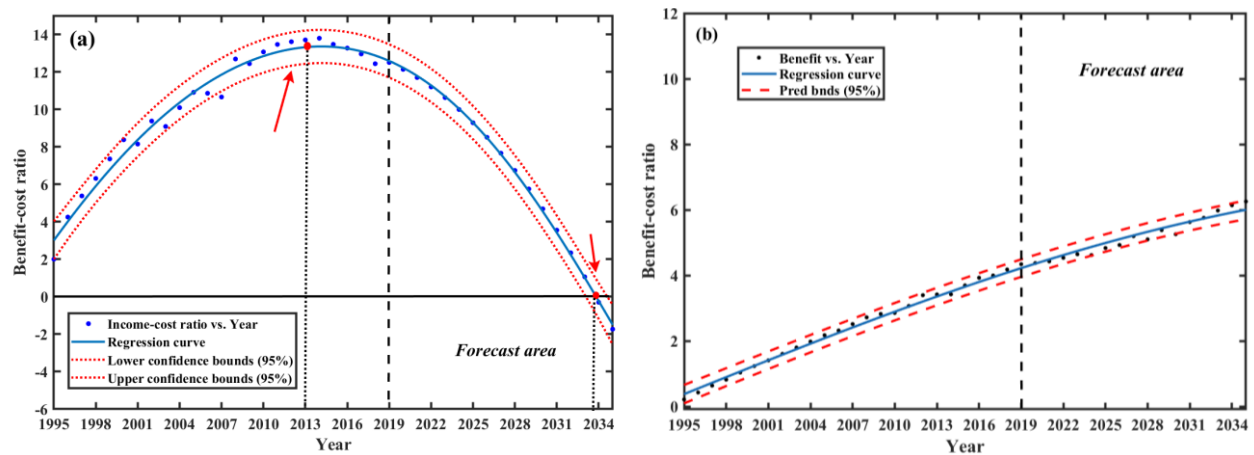 (a)
14
12
10
8
6
4
2
0
-2
-4
-6
Benefit-cost ratio
Income-cost ratio vs. Year
Regression curve
Lower confidence bounds (95%)
Upper confidence bounds (95%)
Forecast area
1995 1998 2001 2004 2007 2010 2013 2016 2019 2022 2025 2028 2031 2034
Year
(b)
12
10
8
6
4
2
0
Benefit-cost ratio
Benefit vs. Year
Regression curve
Pred bnds (95%)
Forecast area
1995 1998 2001 2004 2007 2010 2013 2016 2019 2022 2025 2028 2031 2034
Year